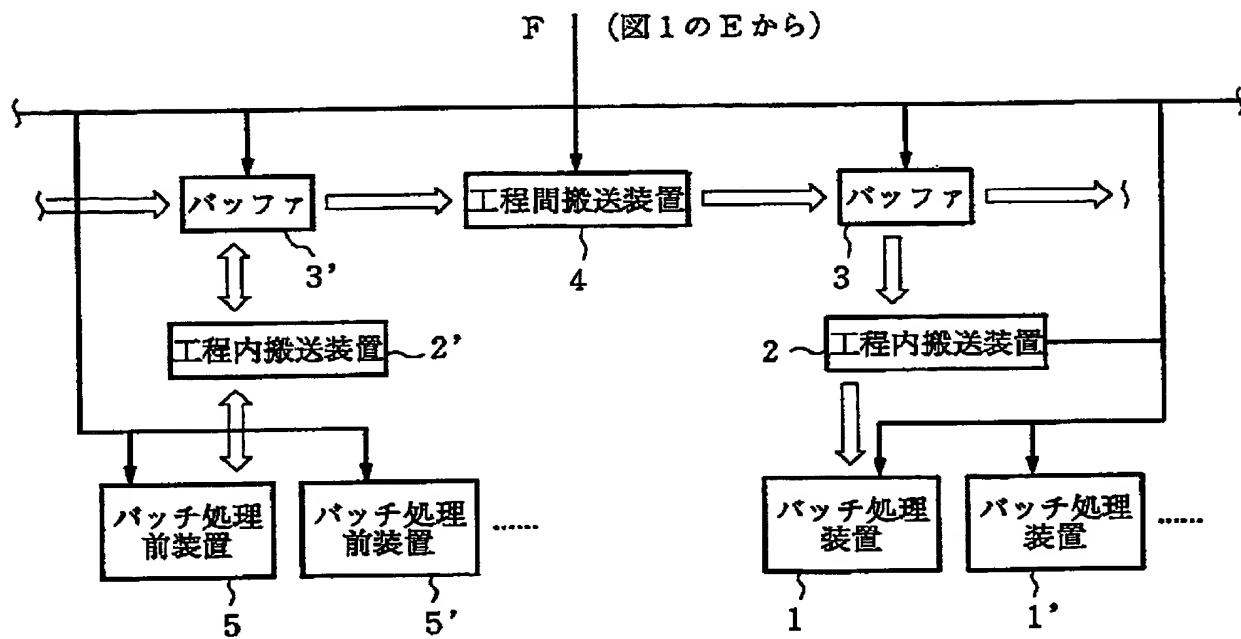 F (図1のEから)
バッファ
工程間搬送装置
バッファ
3'
4
3
工程内搬送装置
2'
2
工程内搬送装置
バッチ処理
前装置
バッチ処理
前装置
……
バッチ処理
装置
バッチ処理
装置
……
5
5'
1
1'